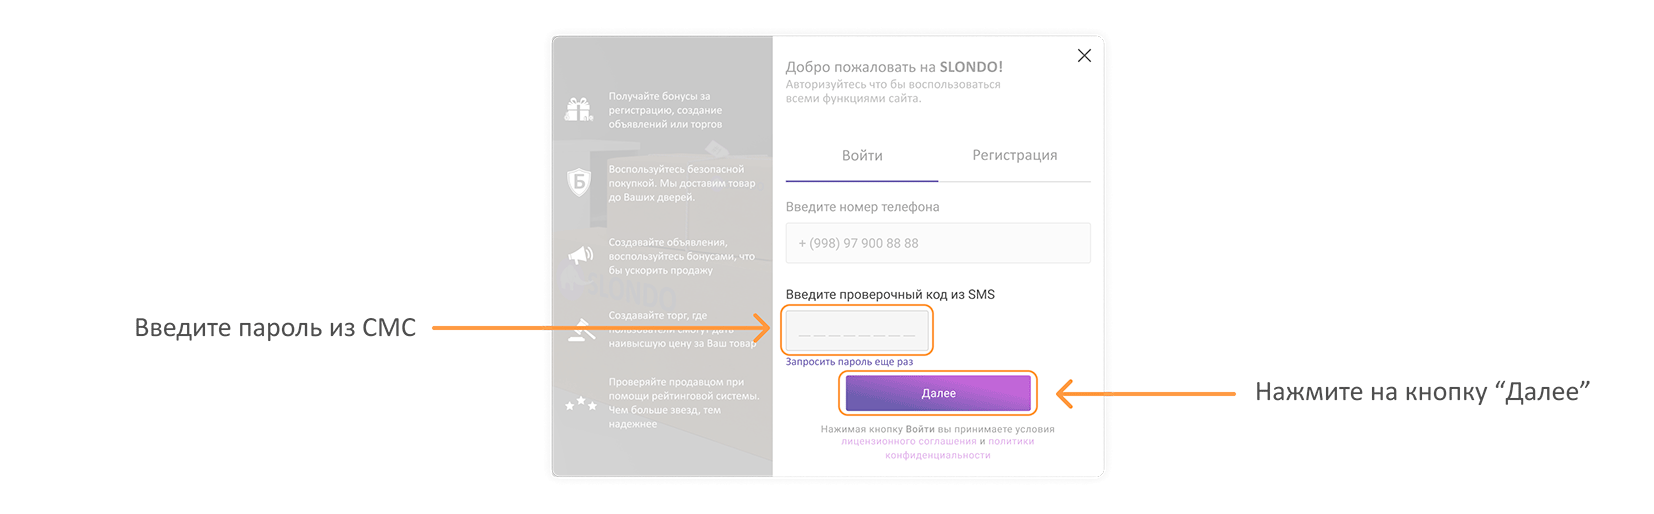 Получайте бонусы за
регистрацию, создание
объявлений или торгов
Б
Воспользуйтесь безопасной
покупкой. Мы доставим товар
до Ваших дверей.
Создавайте объявления,
воспользуйтесь бонусами, что
бы ускорить продажу
SLONDO
Создавайте торг, где
пользователи смогут дать
наивысшую цену за Ваш товар
Проверяйте продавцом при
помощи рейтинговой системы.
Чем больше звезд, тем
надежнее
Добро пожаловать на SLONDO!
Авторизуйтесь что бы воспользоваться
всеми функциями сайта.
Войти
Регистрация
Введите номер телефона
+ (998) 97 900 88 88
Введите проверочный код из SMS
Запросить пароль еще раз
Далее
Нажимая кнопку Войти вы принимаете условия
лицензионного соглашения и политики
конфиденциальности
Введите пароль из СМС
Нажмите на кнопку “Далее”